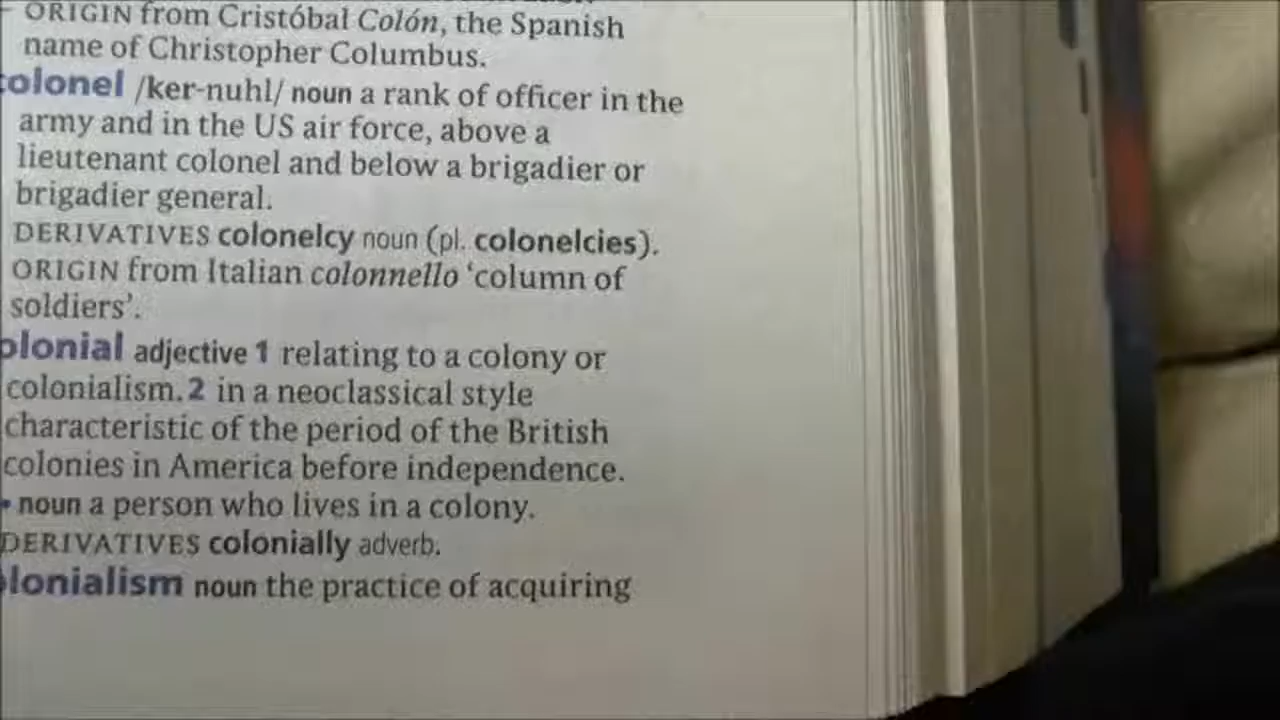 ORIGIN from Cristóbal Colón, the Spanish
name of Christopher Columbus.
colonel /ker-nuhl/ noun a rank of officer in the
army and in the US air force, above a
lieutenant colonel and below a brigadier or
brigadier general.
DERIVATIVES colonelcy noun (pl. colonelcies).
ORIGIN from Italian colonnello ‘column of
soldiers’.
olonial adjective 1 relating to a colony or
colonialism. 2 in a neoclassical style
characteristic of the period of the British
colonies in America before independence.
• noun a person who lives in a colony.
DERIVATIVES colonially adverb.
lonialism noun the practice of acquiring